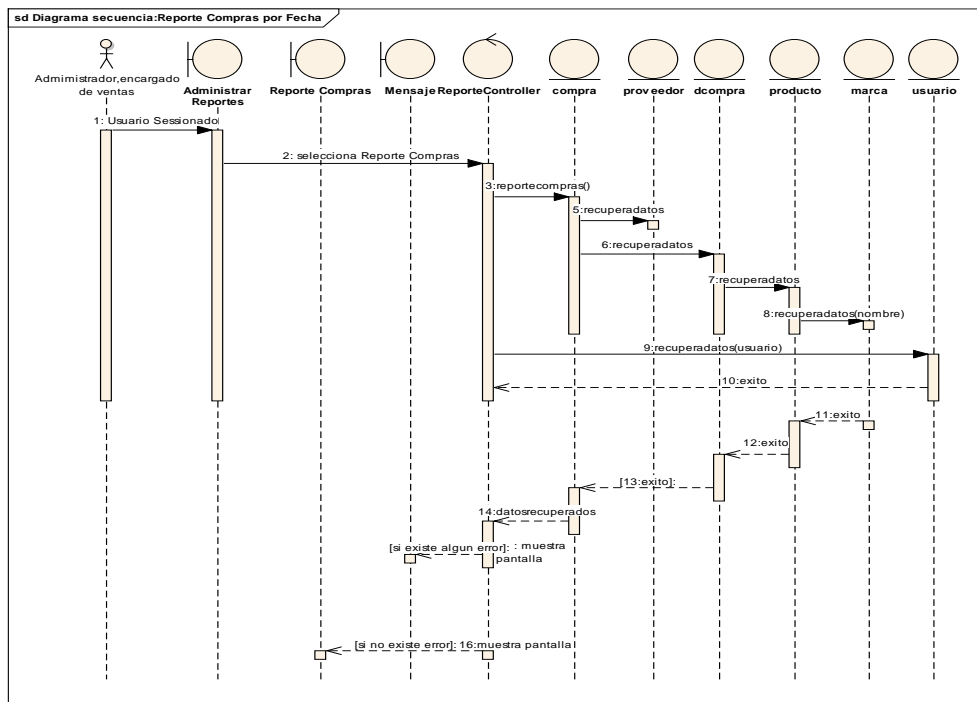 sd Diagrama secuencia:Reporte Compras por Fecha
Administrador,encargado
de ventas
Administrar
Reportes
Reporte Compras
Mensaje
ReporteController
compra
proveedor
dcompra
producto
marca
usuario
1: Usuario Sessionado
2: selecciona Reporte Compras
3:reportecompras()
5:recuperadatos
6:recuperadatos
7:recuperadatos
8:recuperadatos(nombre)
9:recuperadatos(usuario)
10:exito
11:exito
12:exito
[13:exito]:
14:datosrecuperados
[si existe algun error]: : muestra
pantalla
[si no existe error]: 16:muestra pantalla